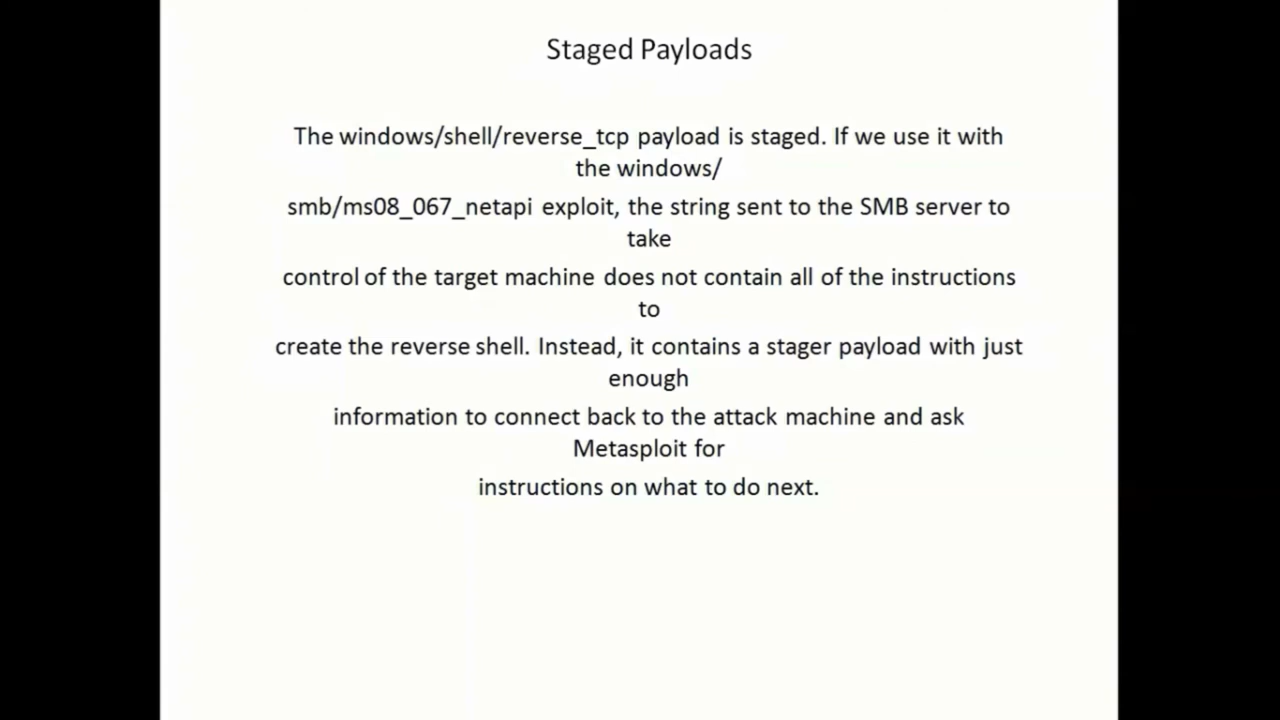 Staged Payloads
The windows/shell/reverse_tcp payload is staged. If we use it with
the windows/
smb/ms08_067_netapi exploit, the string sent to the SMB server to
take
control of the target machine does not contain all of the instructions
to
create the reverse shell. Instead, it contains a stager payload with just
enough
information to connect back to the attack machine and ask
Metasploit for
instructions on what to do next.